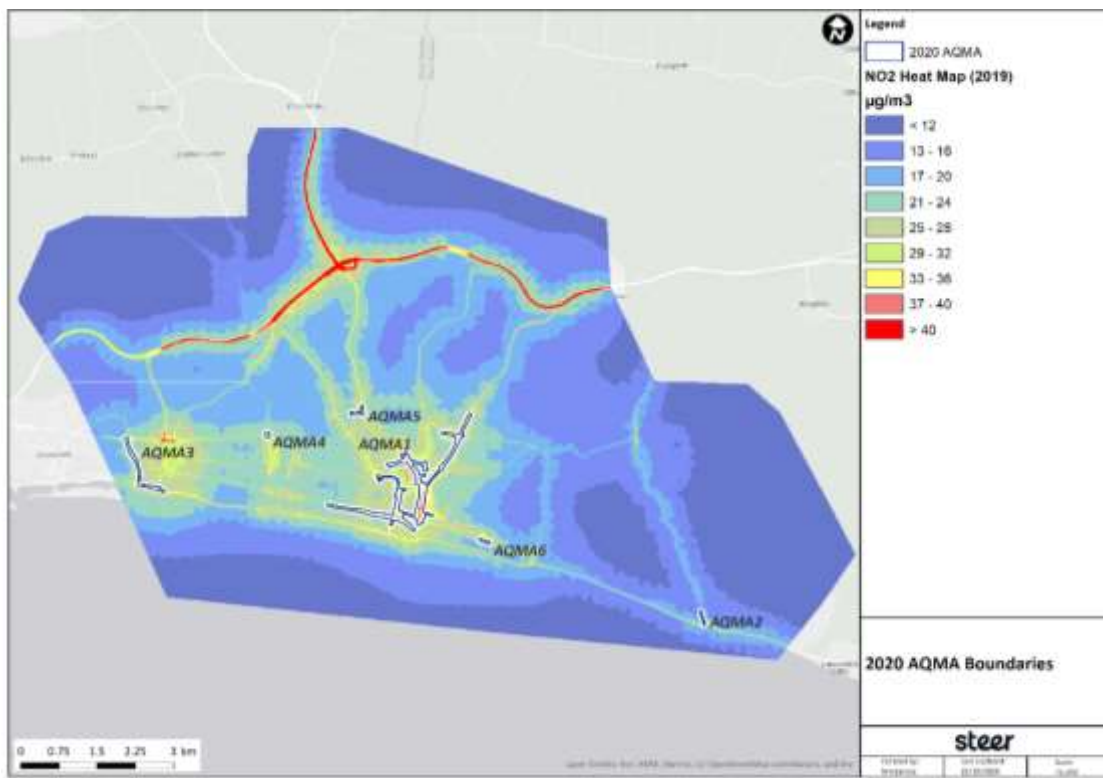 N
AQMA5
AQMA4
AQMA1
AQMA3
AQMA6
AQMA2
0 0.75 1.5 2.25 3 km
Legend
2020 AQMA
NO2 Heat Map (2019)
µg/m3
< 12
13 - 16
17 - 20
21 - 24
25 - 28
29 - 32
33 - 36
37 - 40
> 40
2020 AQMA Boundaries
steer